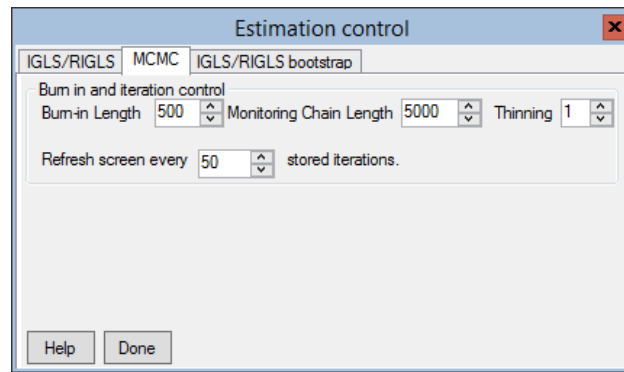 Estimation control
IGLS/RIGLS MCMC IGLS/RIGLS bootstrap
Burn in and iteration control
Burn-in Length 500 Monitoring Chain Length 5000 Thinning 1
Refresh screen every 50 stored iterations.
Help Done